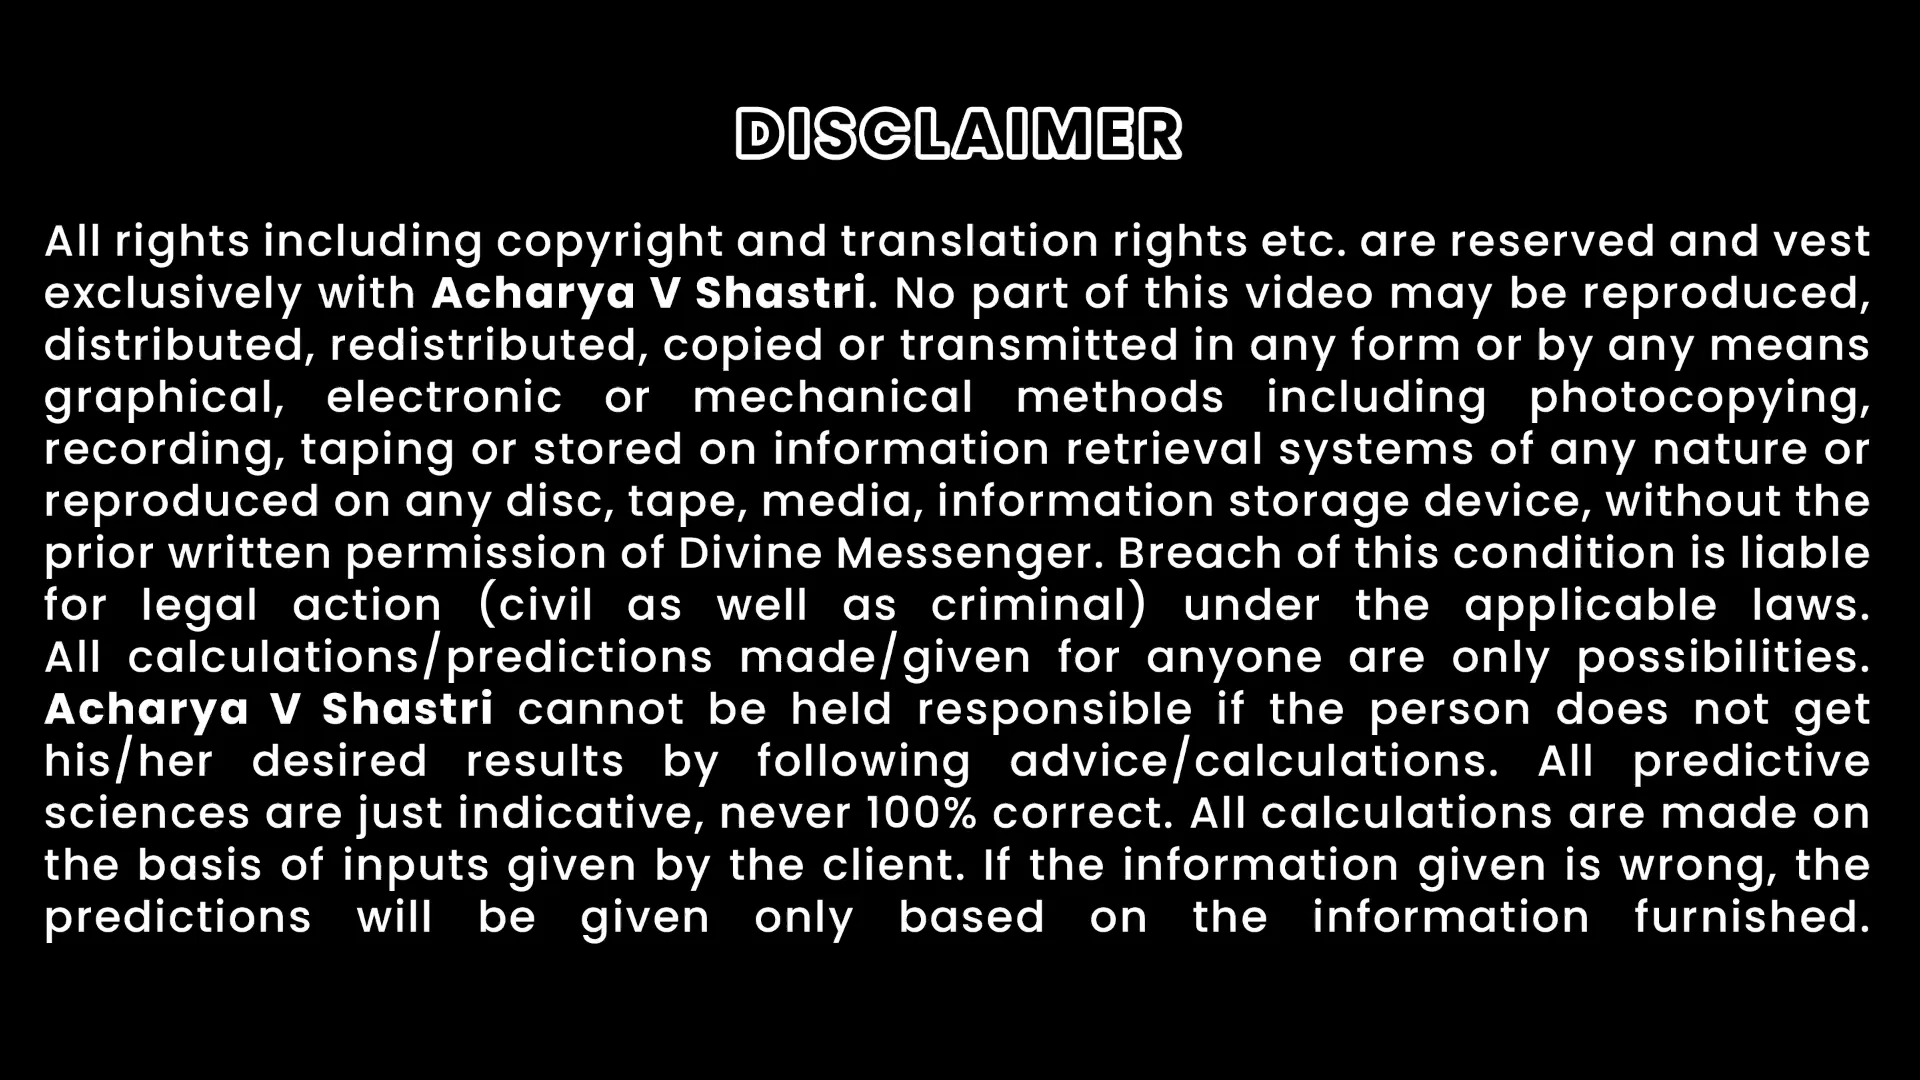 DISCLAIMER
All rights including copyright and translation rights etc. are reserved and vest
exclusively with Acharya V Shastri. No part of this video may be reproduced,
distributed, redistributed, copied or transmitted in any form or by any means
graphical, electronic or mechanical methods including photocopying,
recording, taping or stored on information retrieval systems of any nature or
reproduced on any disc, tape, media, information storage device, without the
prior written permission of Divine Messenger. Breach of this condition is liable
for legal action (civil as well as criminal) under the applicable laws.
All calculations/predictions made/given for anyone are only possibilities.
Acharya V Shastri cannot be held responsible if the person does not get
his/her desired results by following advice/calculations. All predictive
sciences are just indicative, never 100% correct. All calculations are made on
the basis of inputs given by the client. If the information given is wrong, the
predictions will be given only based on the information furnished.